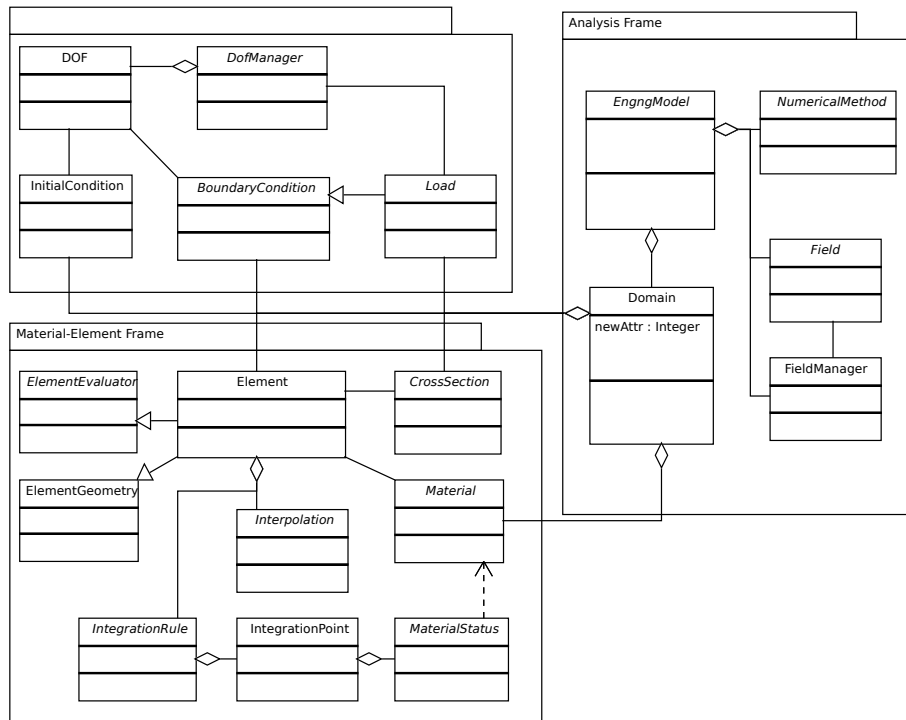 DOF
DofManager
InitialCondition
BoundaryCondition
Load
Analysis Frame
EngngModel
NumericalMethod
Field
Domain
newAttr : Integer
FieldManager
Material-Element Frame
ElementEvaluator
Element
CrossSection
ElementGeometry
Interpolation
Material
IntegrationRule
IntegrationPoint
MaterialStatus